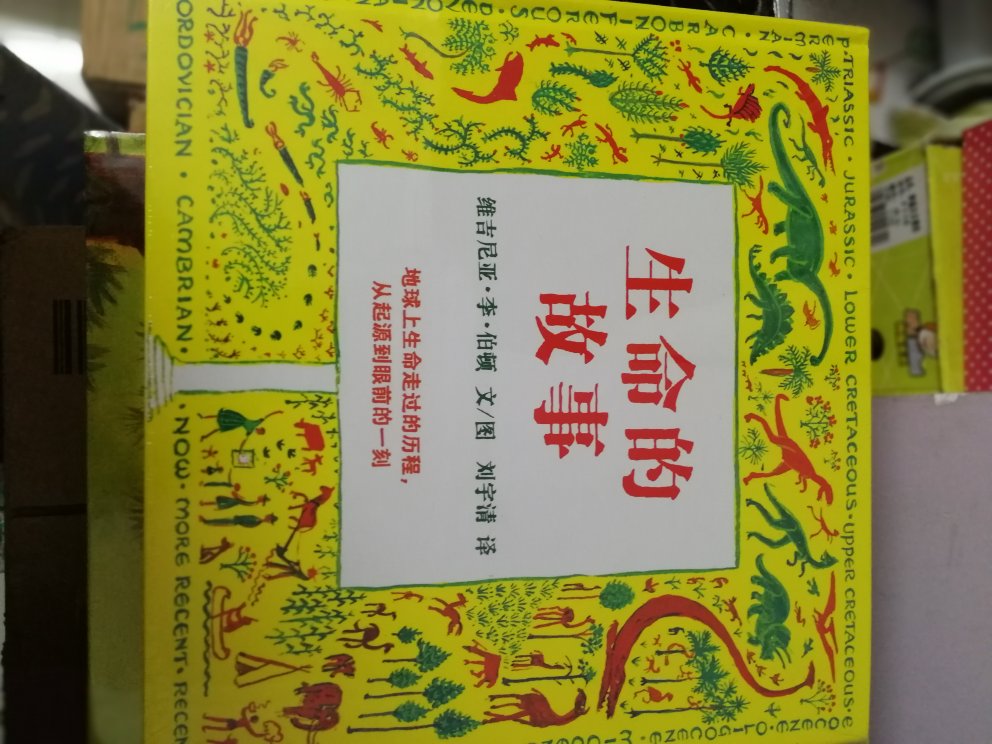 TRIASSIC · JURASSIC · LOWER CRETACEOUS · UPPER CRETACEOUS · E
CARBONIFEROUS
生命的
故事
维吉尼亚·李·伯顿 文/图 刘宇清 译
地球上生命走过的历程，
从起源到眼前的一刻
ORDOVICIAN · CAMBRIAN · · NOW · MORE RECENT · RECEN